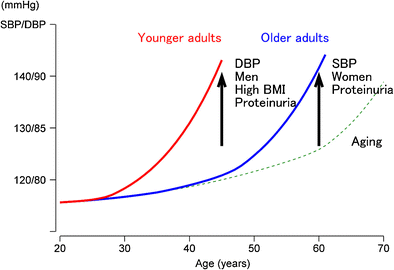 (mmHg)
SBP/DBP
Younger adults
Older adults
DBP
Men
High BMI
Proteinuria
SBP
Women
Proteinuria
140/90
130/85
120/80
Aging
20 30 40 50 60 70
Age (years)